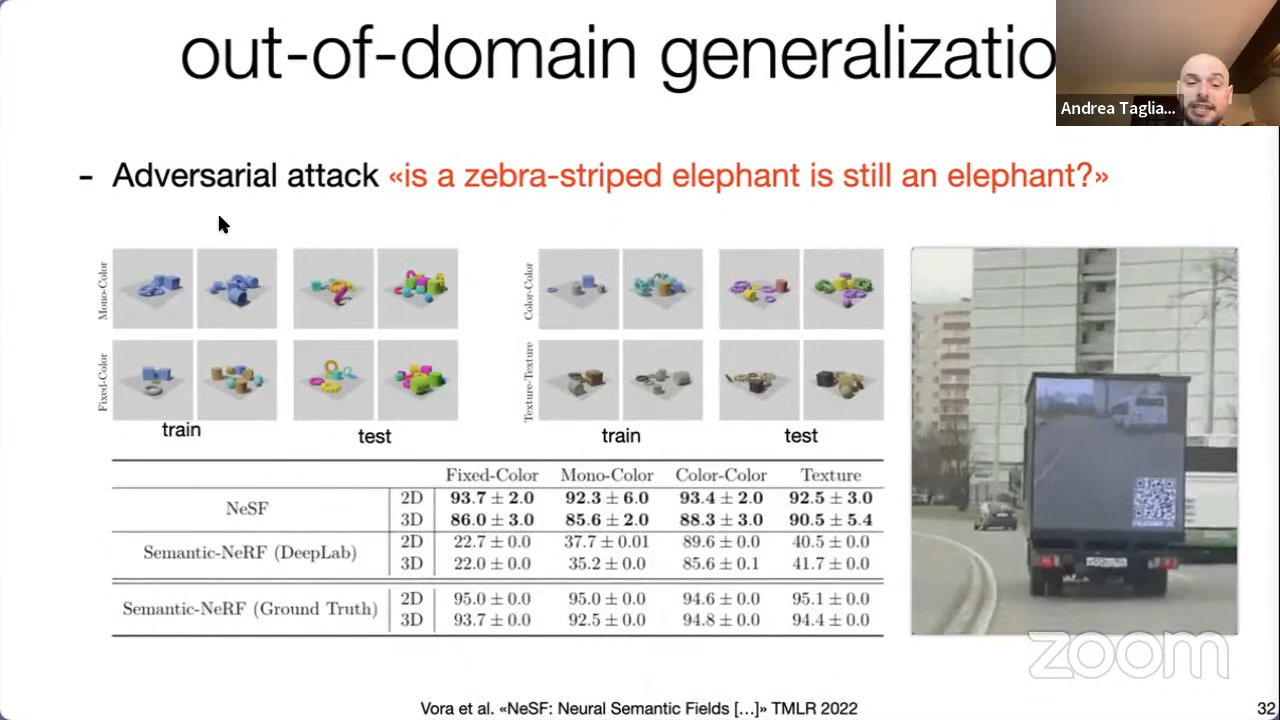 out-of-domain generalizatio
Andrea Taglia...
- Adversarial attack «is a zebra-striped elephant is still an elephant?»
Mono-Color
Color-Color
Fixed-Color
Texture-Texture
train
test
train
test
Fixed-Color Mono-Color Color-Color Texture
NeSF
2D 93.7 ± 2.0 92.3 ± 6.0 93.4 ± 2.0 92.5 ± 3.0
3D 86.0 ± 3.0 85.6 ± 2.0 88.3 ± 3.0 90.5 ± 5.4
Semantic-NeRF (DeepLab)
2D 22.7 ± 0.0 37.7 ± 0.01 89.6 ± 0.0 40.5 ± 0.0
3D 22.0 ± 0.0 35.2 ± 0.0 85.6 ± 0.1 41.7 ± 0.0
Semantic-NeRF (Ground Truth)
2D 95.0 ± 0.0 95.0 ± 0.0 94.6 ± 0.0 95.1 ± 0.0
3D 93.7 ± 0.0 92.5 ± 0.0 94.8 ± 0.0 94.4 ± 0.0
zoom
Vora et al. «NeSF: Neural Semantic Fields [...]» TMLR 2022
32